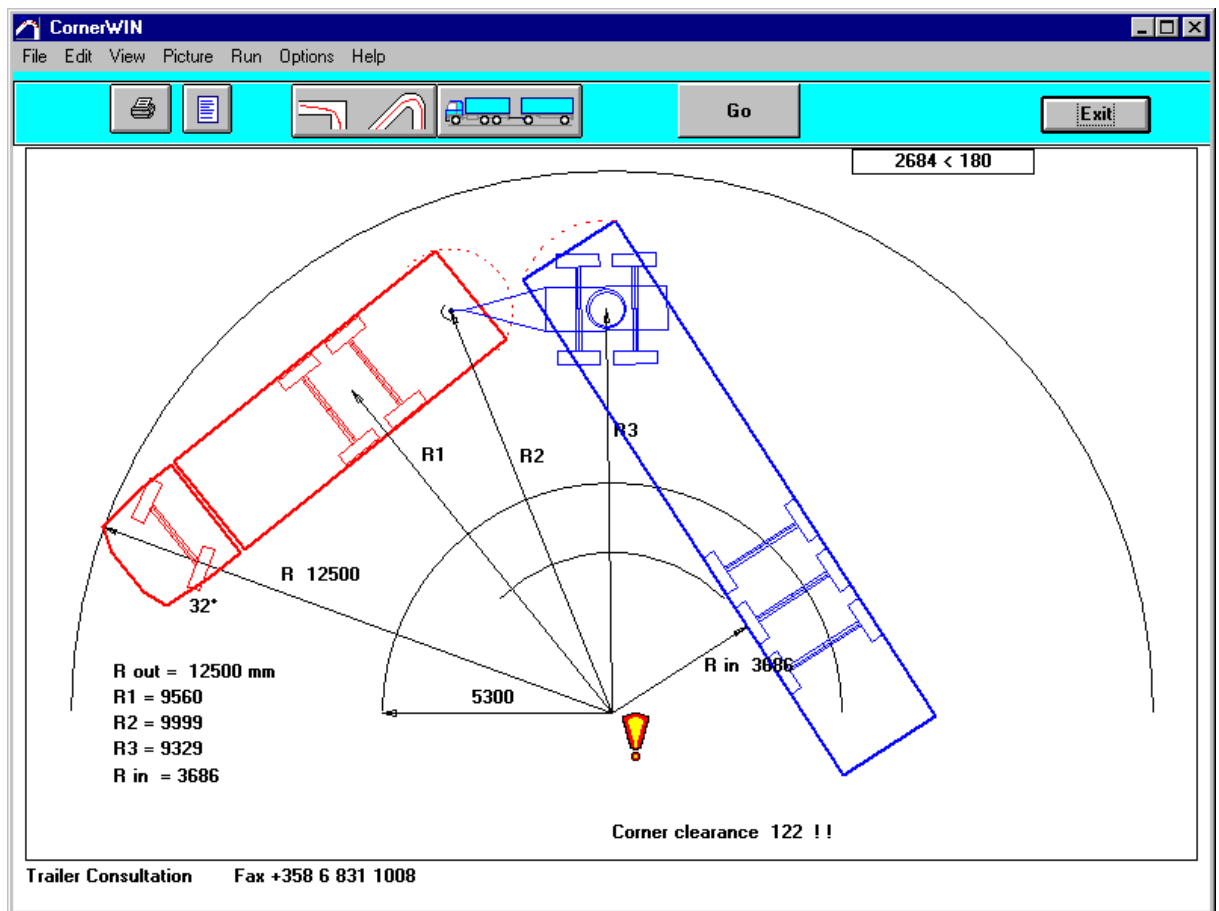 CornerWIN
File Edit View Picture Run Options Help
Go
Exit
2684 < 180
R1
R2
R3
R 12500
32°
R in 3686
5300
R out = 12500 mm
R1 = 9560
R2 = 9999
R3 = 9329
R in = 3686
Corner clearance 122 !!
Trailer Consultation Fax +358 6 831 1008